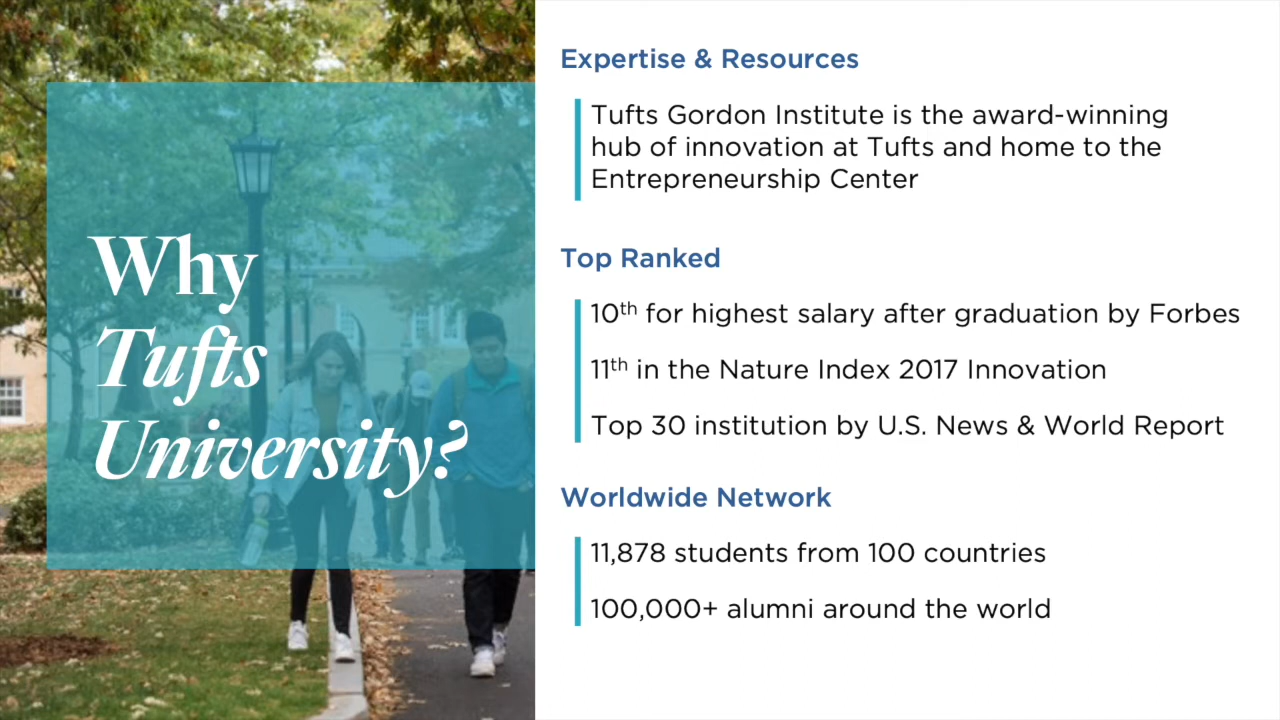 Why
Tufts
University?
Expertise & Resources
Tufts Gordon Institute is the award-winning
hub of innovation at Tufts and home to the
Entrepreneurship Center
Top Ranked
10th for highest salary after graduation by Forbes
11th in the Nature Index 2017 Innovation
Top 30 institution by U.S. News & World Report
Worldwide Network
11,878 students from 100 countries
100,000+ alumni around the world